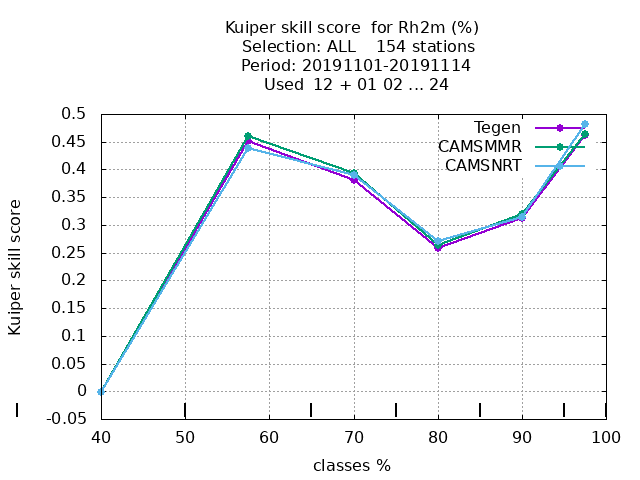 Kuiper skill score  for Rh2m (%)
Selection: ALL    154 stations
Period: 20191101-20191114
Used  12 + 01 02 ... 24
Tegen
CAMSMMR
CAMSNRT
0.5
0.45
0.4
0.35
0.3
0.25
0.2
0.15
0.1
0.05
0
-0.05
Kuiper skill score
40 50 60 70 80 90 100
classes %